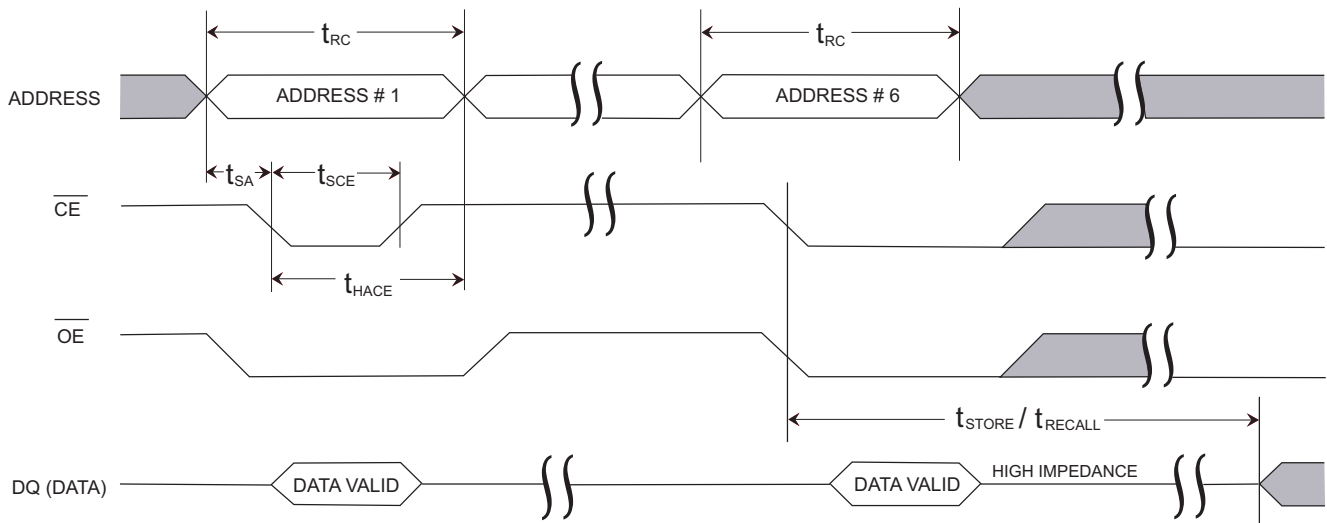 tRC tRC
ADDRESS ADDRESS # 1 ADDRESS # 6
tSA tSCE
CE
tHACE
OE
tSTORE / tRECALL
DQ (DATA) DATA VALID DATA VALID HIGH IMPEDANCE